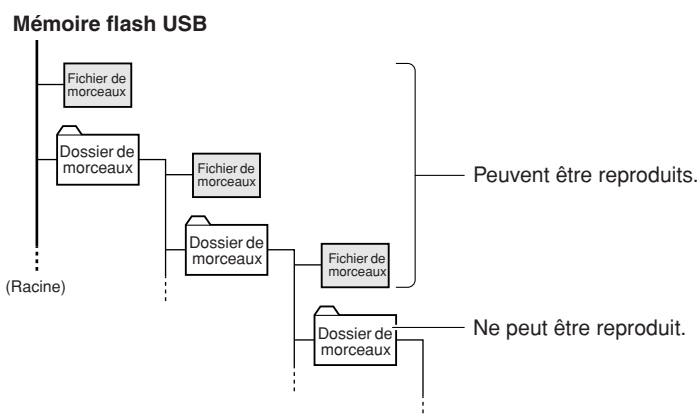 Mémoire flash USB
Fichier de
morceaux
Dossier de
morceaux
Fichier de
morceaux
Peuvent être reproduits.
Dossier de
morceaux
Fichier de
morceaux
(Racine)
Dossier de
morceaux
Ne peut être reproduit.